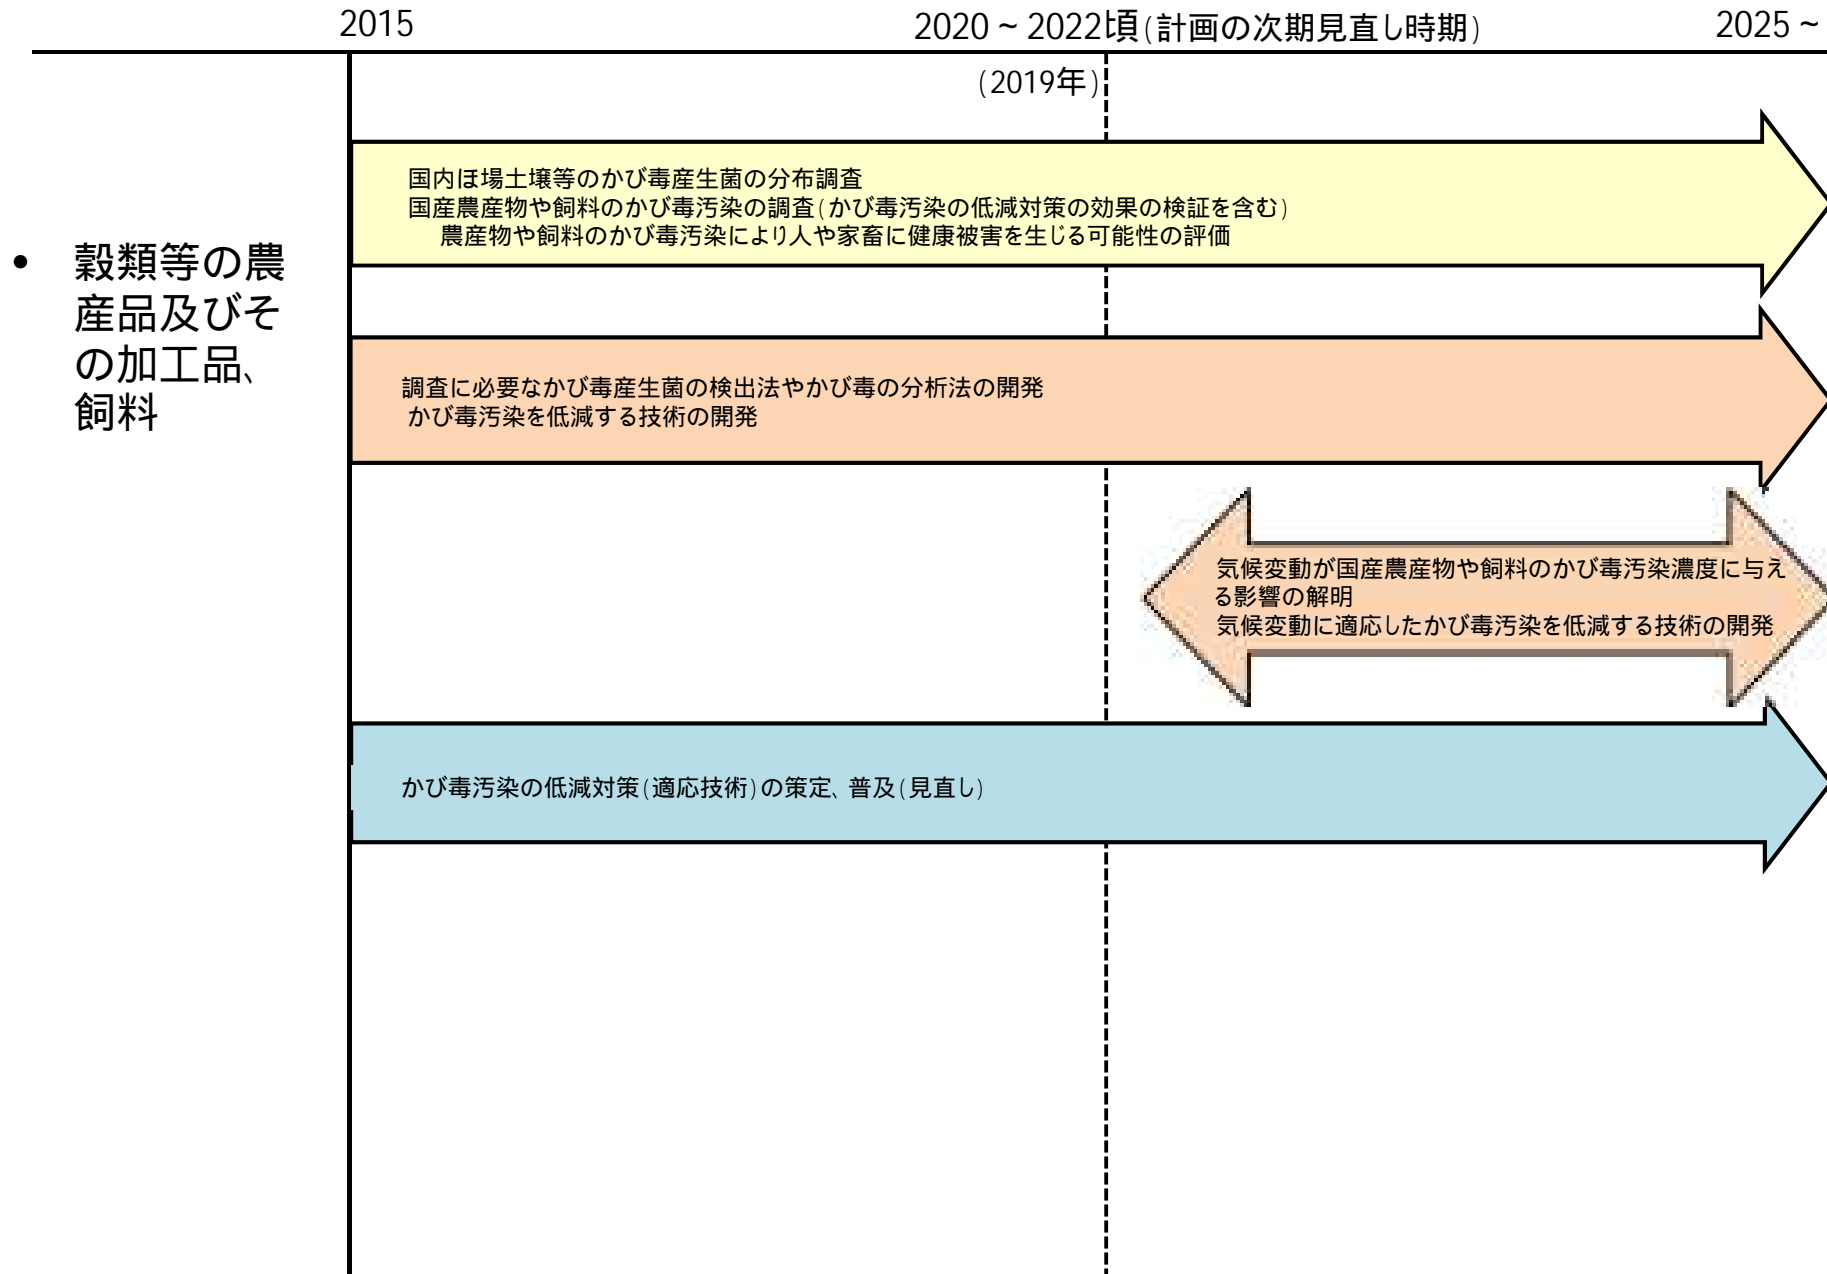 2015
2020～2022頃(計画の次期見直し時期)
2025～
(2019年)
• 穀類等の農
産品及びそ
の加工品、
飼料
国内ほ場土壌等のかび毒産生菌の分布調査
国産農産物や飼料のかび毒汚染の調査(かび毒汚染の低減対策の効果の検証を含む)
農産物や飼料のかび毒汚染により人や家畜に健康被害を生じる可能性の評価
調査に必要なかび毒産生菌の検出法やかび毒の分析法の開発
かび毒汚染を低減する技術の開発
気候変動が国産農産物や飼料のかび毒汚染濃度に与え
る影響の解明
気候変動に適応したかび毒汚染を低減する技術の開発
かび毒汚染の低減対策(適応技術)の策定、普及(見直し)